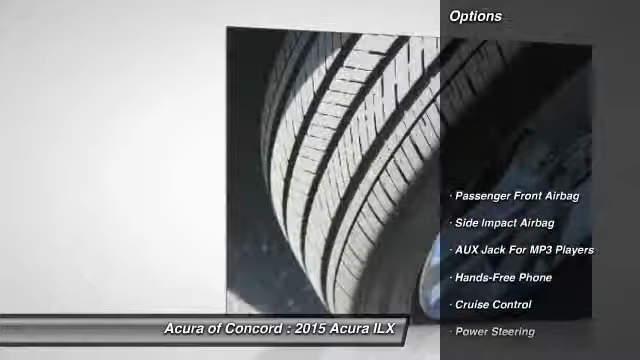 Options
· Passenger Front Airbag
· Side Impact Airbag
· AUX Jack For MP3 Players
· Hands-Free Phone
· Cruise Control
· Power Steering
Acura of Concord : 2015 Acura ILX